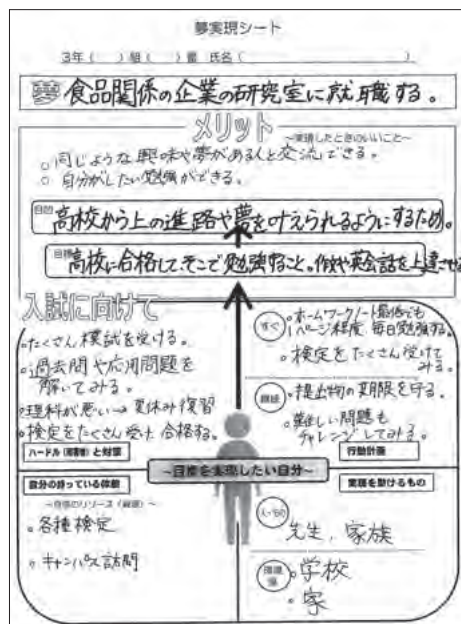 夢実現シート
3年( )組( )番 氏名( )
夢 食品関係の企業の研究室に就職する。
メリット ~実現したときのいいこと~
○同じような興味や夢がある人と交流できる。
○自分がしたい勉強ができる。
目的 高校から上の進路や夢を叶えられるようにするため。
目標 高校に合格して、そこで勉強すること。作文や英会話を上達させる
入試に向けて
○たくさん模試を受ける。
○過去問や応用問題を
解いてみる。
○理科が悪い→夏休み復習
○検定をたくさん受け、合格する。
ハードル(障害)と対策
すぐ ○ホームワークノート最低でも
1ページ程度、毎日勉強する。
○検定をたくさん受けて
みる。
継続 ○提出物の期限を守る。
○難しい問題も
チャレンジしてみる。
行動計画
~目標を実現したい自分~
自分の持っている体験
~自信のリソース(資源)~
○各種検定
○キャンパス訪問
実現を助けるもの
先生、家族
○学校
○家